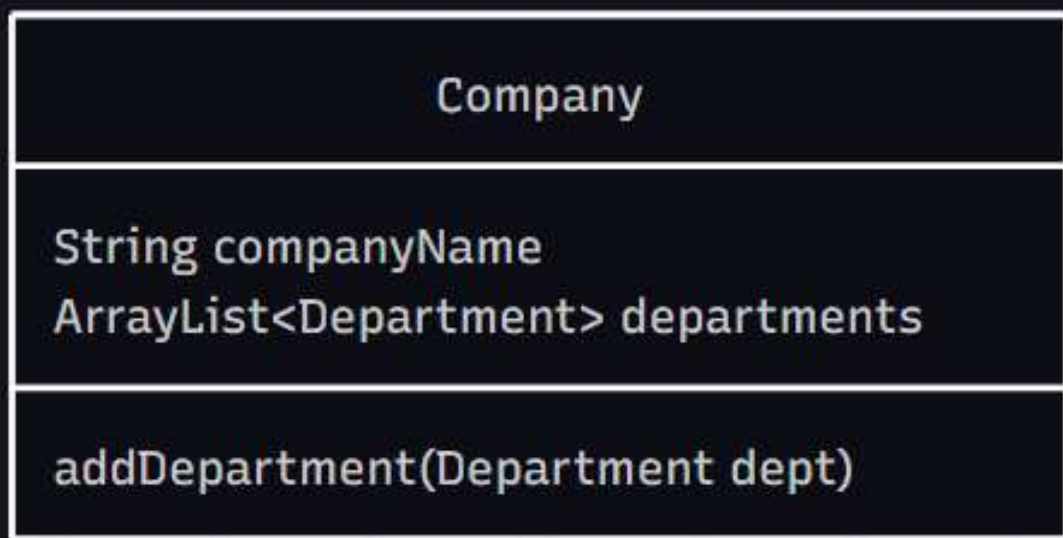 Company
String companyName
ArrayList<Department> departments
addDepartment(Department dept)